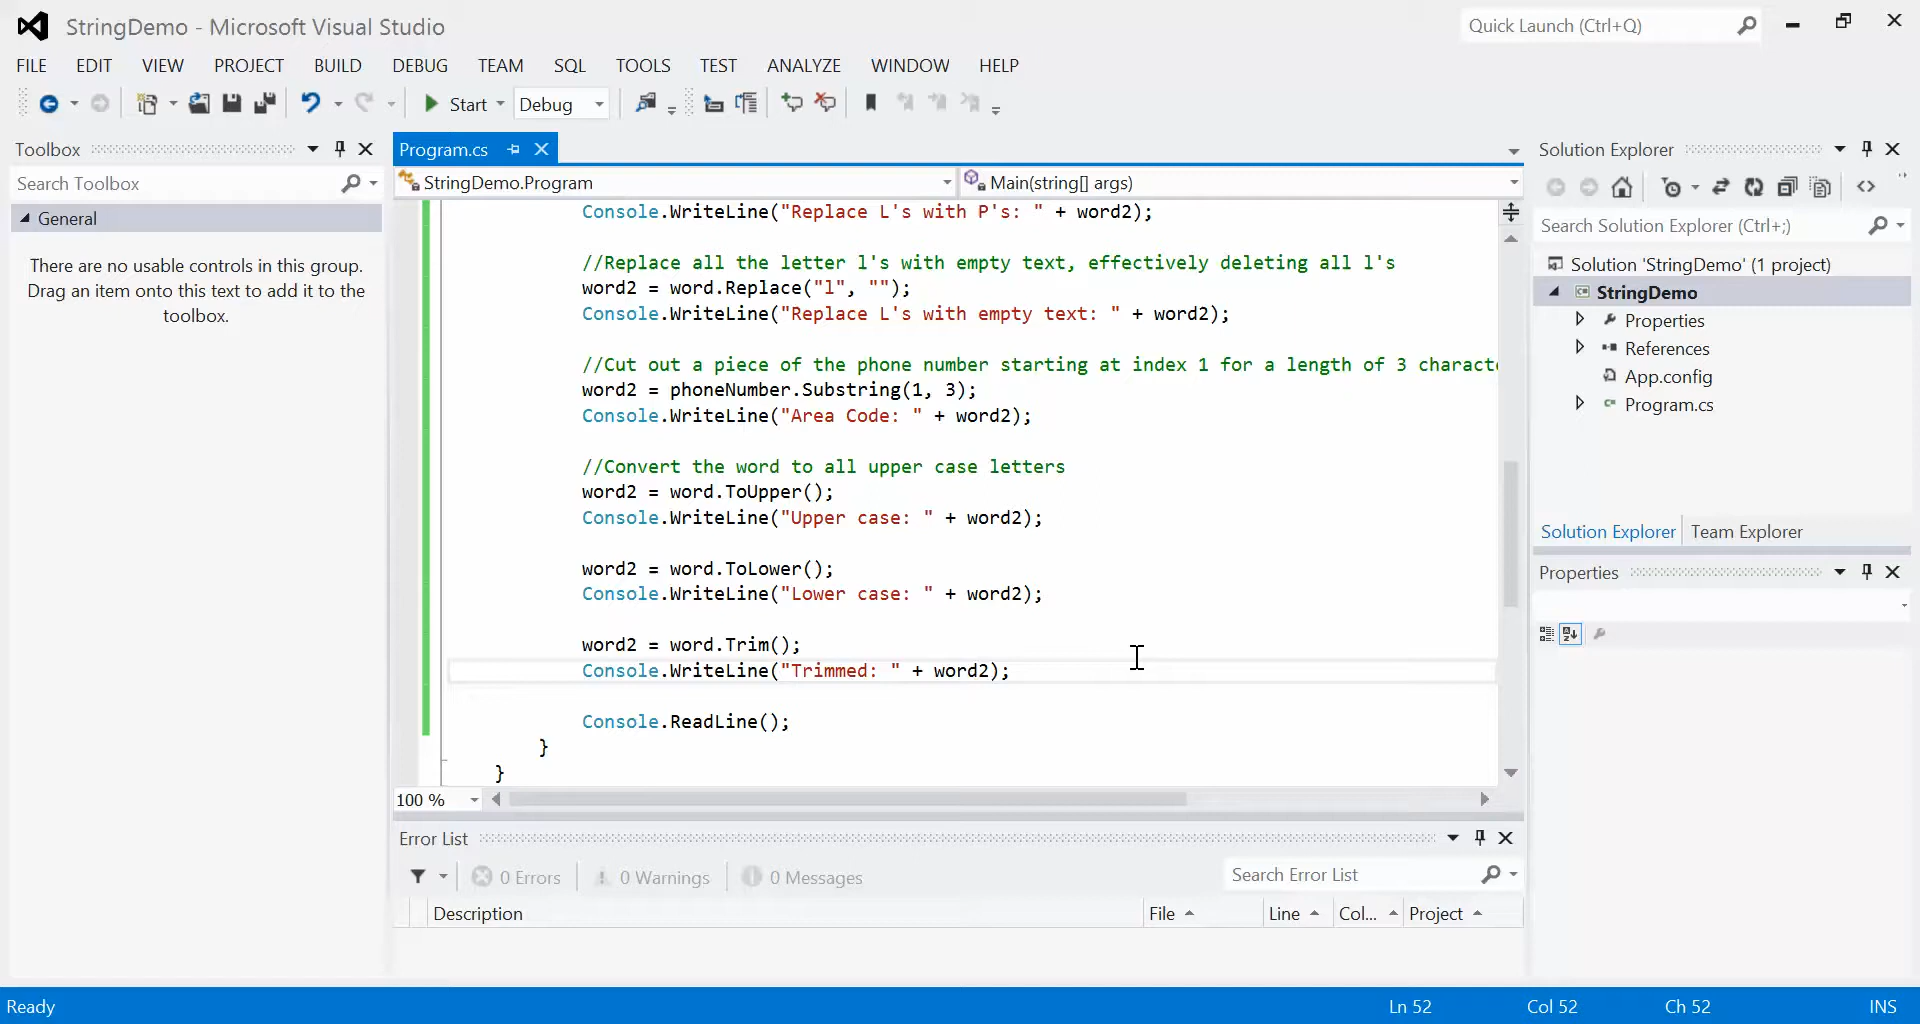 StringDemo - Microsoft Visual Studio
Quick Launch (Ctrl+Q)
FILE EDIT VIEW PROJECT BUILD DEBUG TEAM SQL TOOLS TEST ANALYZE WINDOW HELP
Start Debug
Toolbox
Search Toolbox
General
There are no usable controls in this group.
Drag an item onto this text to add it to the
toolbox.
Program.cs
StringDemo.Program
Main(string[] args)
Console.WriteLine("Replace L's with P's: " + word2);
//Replace all the letter l's with empty text, effectively deleting all l's
word2 = word.Replace("l", "");
Console.WriteLine("Replace L's with empty text: " + word2);
//Cut out a piece of the phone number starting at index 1 for a length of 3 characte
word2 = phoneNumber.Substring(1, 3);
Console.WriteLine("Area Code: " + word2);
//Convert the word to all upper case letters
word2 = word.ToUpper();
Console.WriteLine("Upper case: " + word2);
word2 = word.ToLower();
Console.WriteLine("Lower case: " + word2);
word2 = word.Trim();
Console.WriteLine("Trimmed: " + word2);
Console.ReadLine();
}
}
100 %
Error List
0 Errors
0 Warnings
0 Messages
Search Error List
Description File Line Col... Project
Solution Explorer
Search Solution Explorer (Ctrl+;)
Solution 'StringDemo' (1 project)
StringDemo
Properties
References
App.config
Program.cs
Solution Explorer Team Explorer
Properties
Ready
Ln 52 Col 52 Ch 52 INS